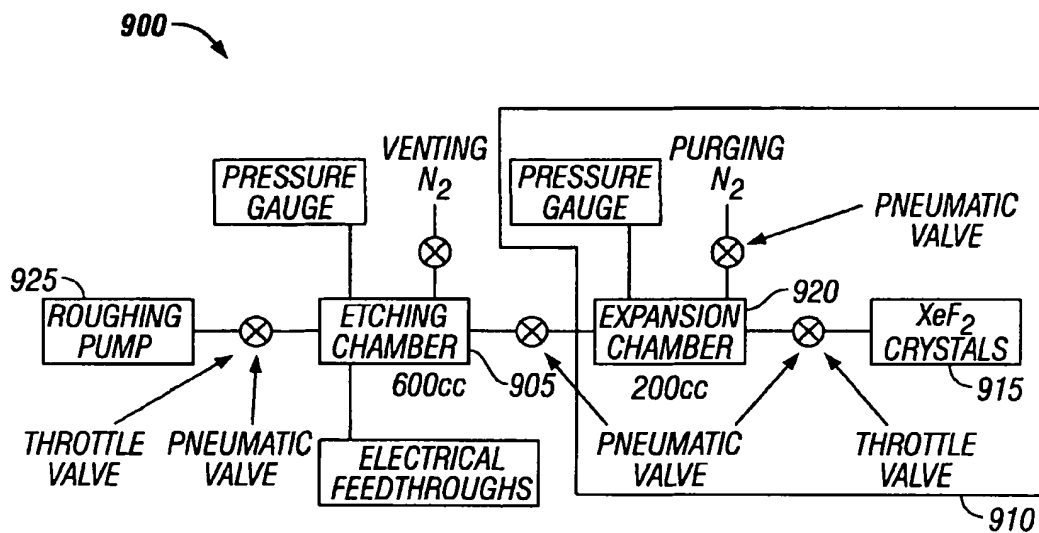 900
VENTING
N2
PURGING
N2
PRESSURE
GAUGE
PRESSURE
GAUGE
PNEUMATIC
VALVE
925
ROUGHING
PUMP
ETCHING
CHAMBER
EXPANSION
CHAMBER
920
XeF2
CRYSTALS
600cc
905
200cc
915
THROTTLE
VALVE
PNEUMATIC
VALVE
ELECTRICAL
FEEDTHROUGHS
PNEUMATIC
VALVE
THROTTLE
VALVE
910